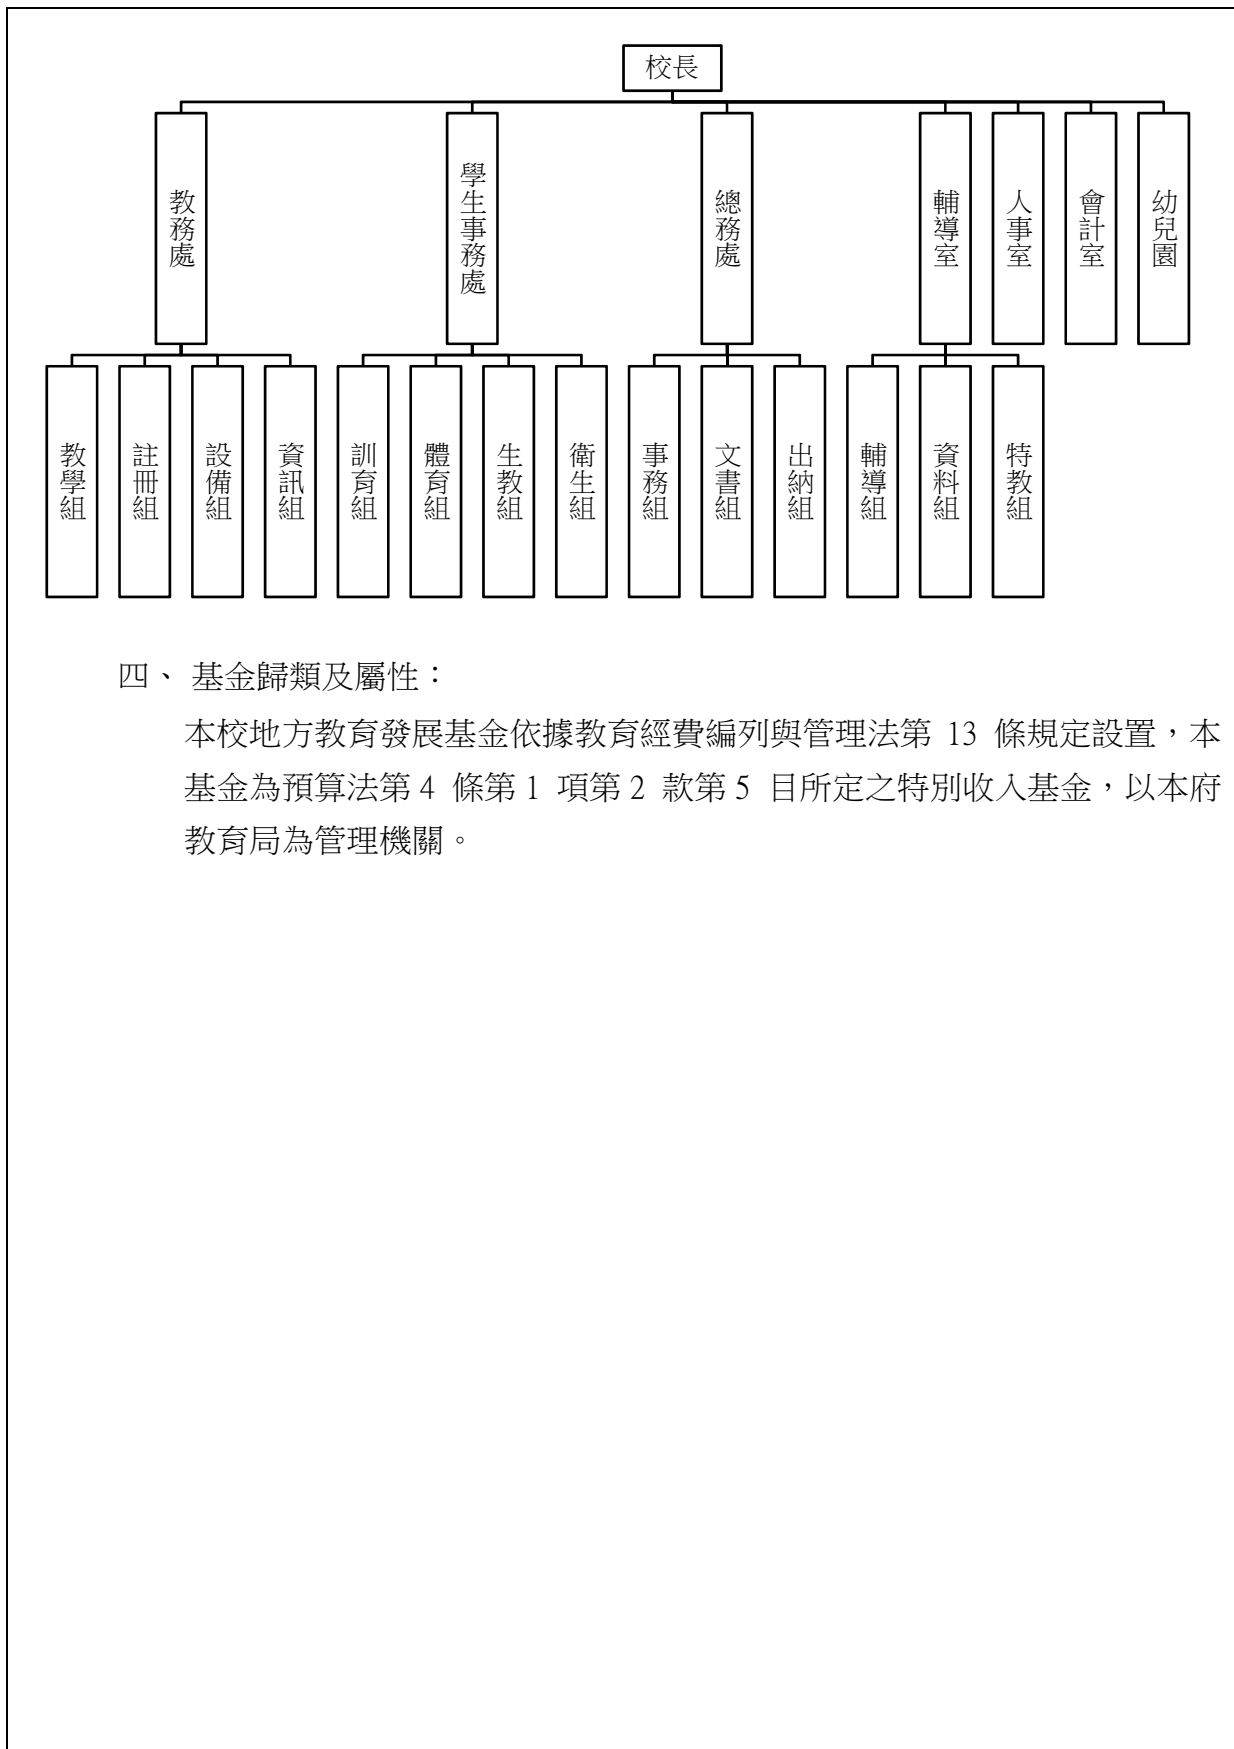 校長
教務處
學生事務處
總務處
輔導室
人事室
會計室
幼兒園
教學組
註冊組
設備組
資訊組
訓育組
體育組
生教組
衛生組
事務組
文書組
出納組
輔導組
資料組
特教組
四、 基金歸類及屬性：
本校地方教育發展基金依據教育經費編列與管理法第 13 條規定設置，本
基金為預算法第 4 條第 1 項第 2 款第 5 目所定之特別收入基金，以本府
教育局為管理機關。